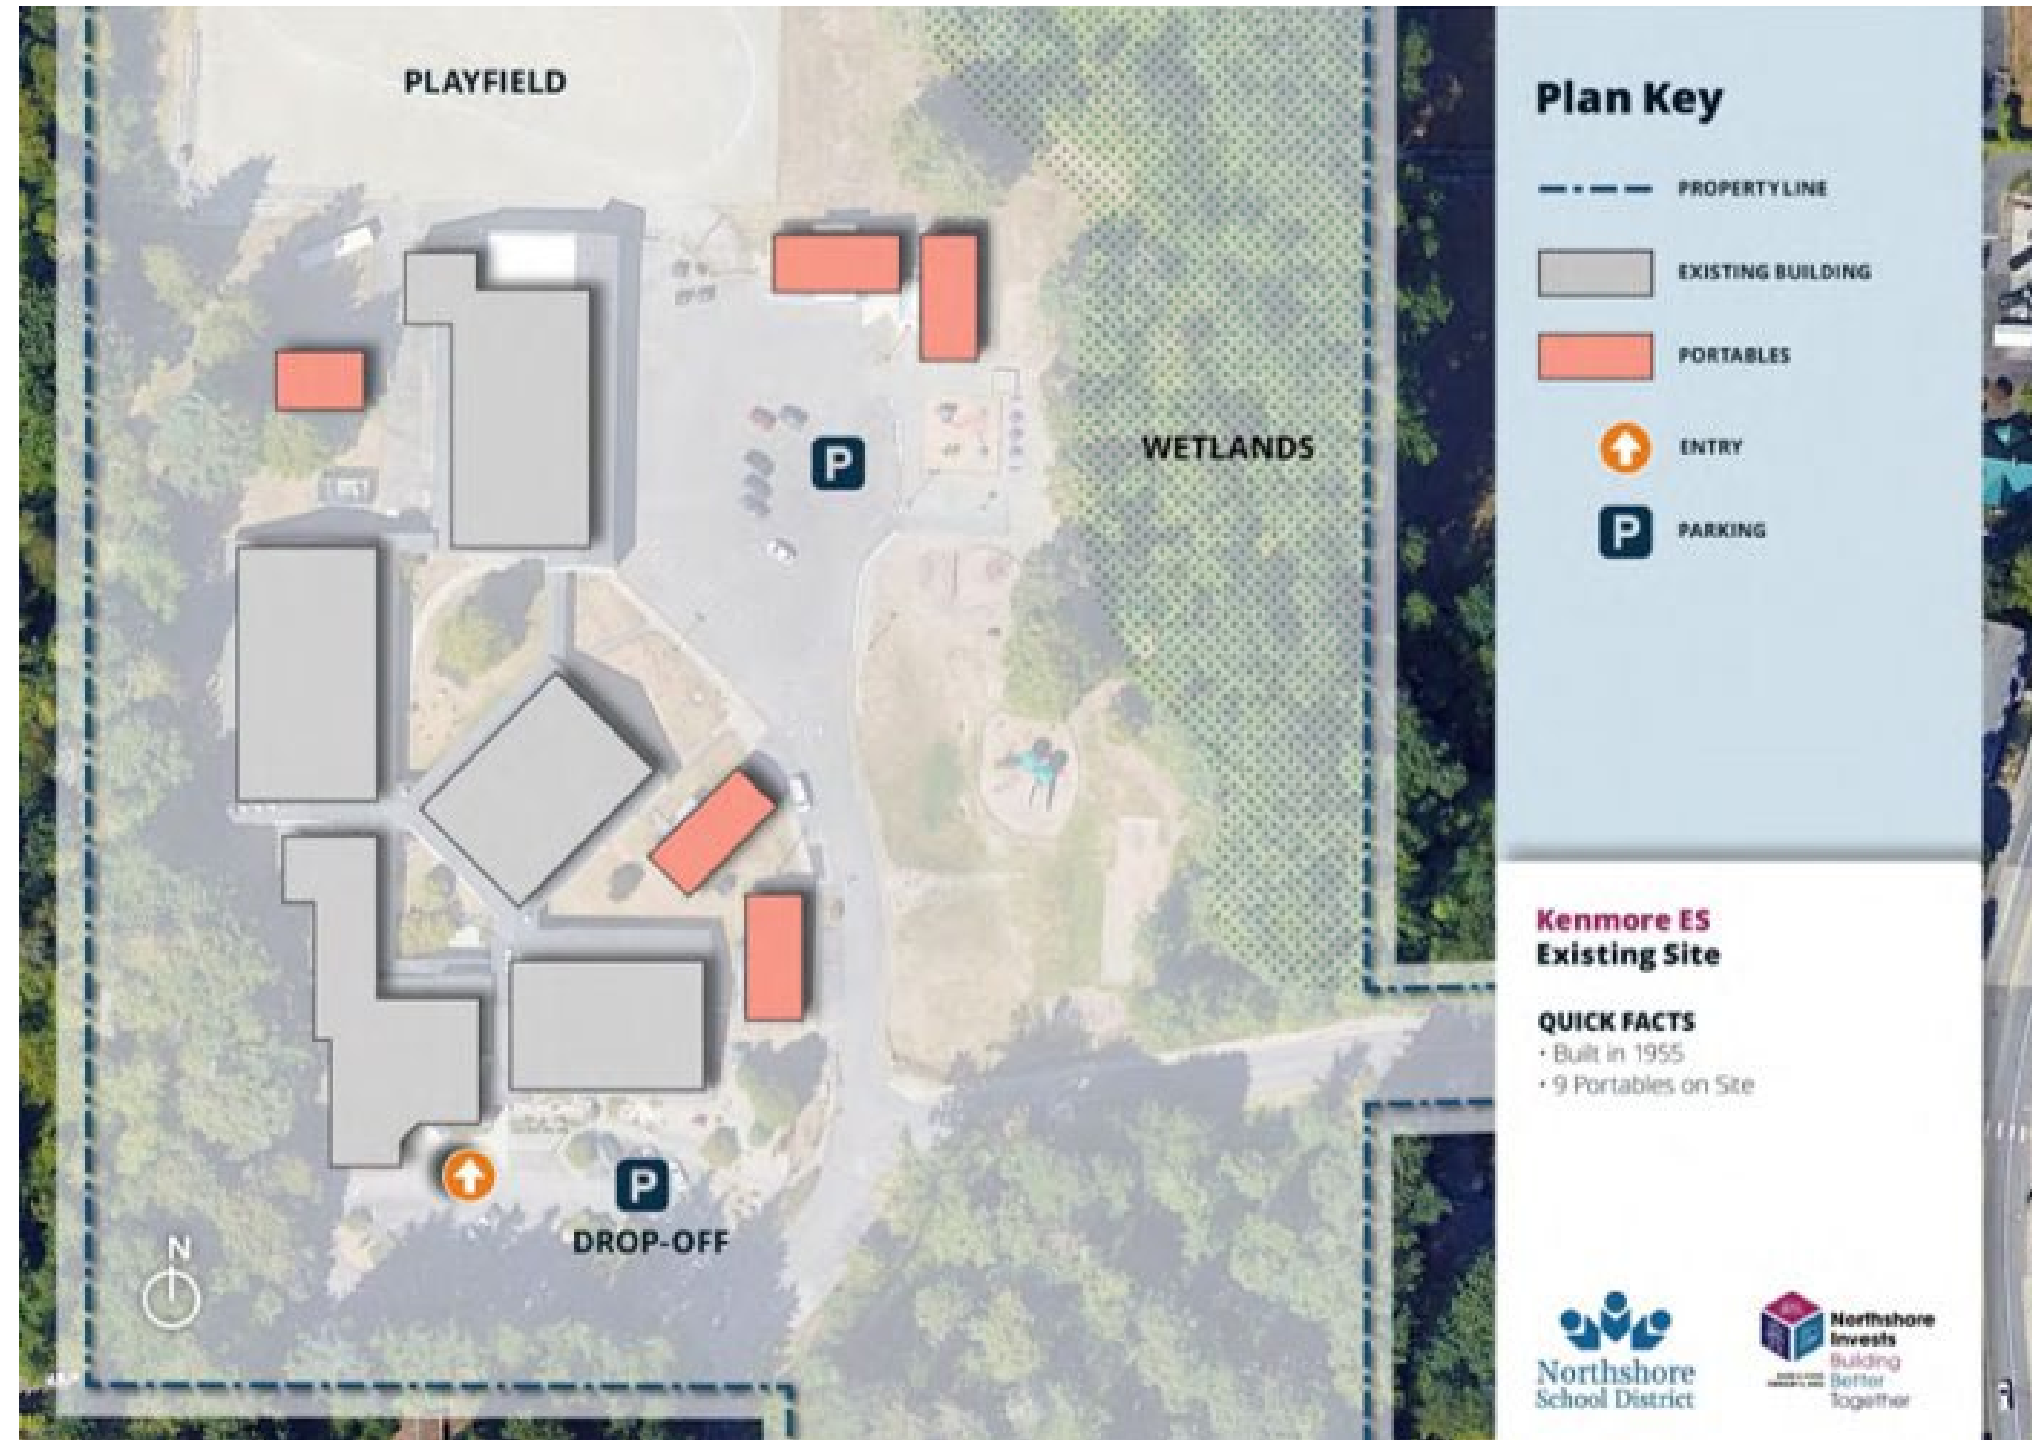 PLAYFIELD
P
WETLANDS
P
DROP-OFF
N
Plan Key
PROPERTY LINE
EXISTING BUILDING
PORTABLES
ENTRY
P PARKING
Kenmore ES
Existing Site
QUICK FACTS
• Built in 1955
• 9 Portables on Site
Northshore
School District
Northshore
Invests
Building
Better
Together